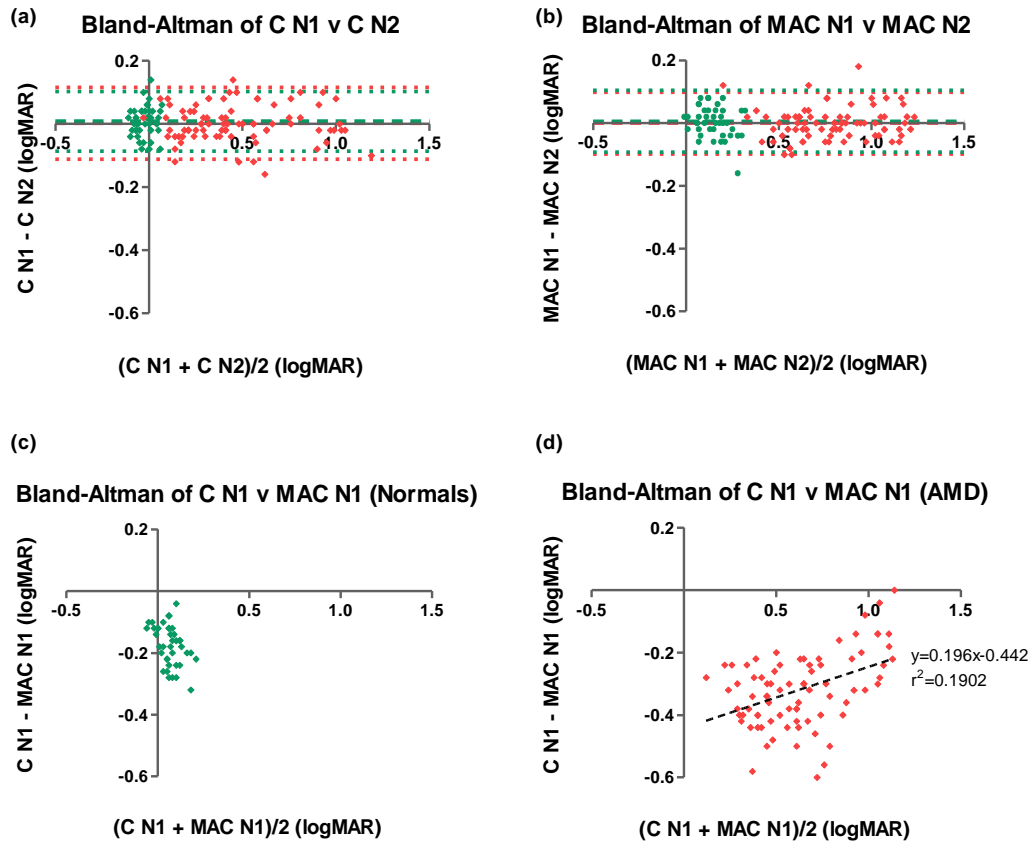 (a)
Bland-Altman of C N1 v C N2
C N1 - C N2 (logMAR)
0.2
-0.5
0.5
1.0
1.5
-0.2
-0.4
-0.6
(C N1 + C N2)/2 (logMAR)
(b)
Bland-Altman of MAC N1 v MAC N2
MAC N1 - MAC N2 (logMAR)
0.2
-0.5
0.5
1.0
1.5
-0.2
-0.4
-0.6
(MAC N1 + MAC N2)/2 (logMAR)
(c)
Bland-Altman of C N1 v MAC N1 (Normals)
C N1 - MAC N1 (logMAR)
0.2
-0.5
0.5
1.0
1.5
-0.2
-0.4
-0.6
(C N1 + MAC N1)/2 (logMAR)
(d)
Bland-Altman of C N1 v MAC N1 (AMD)
C N1 - MAC N1 (logMAR)
0.2
-0.5
0.5
1.0
1.5
-0.2
-0.4
-0.6
y=0.196x-0.442
r²=0.1902
(C N1 + MAC N1)/2 (logMAR)